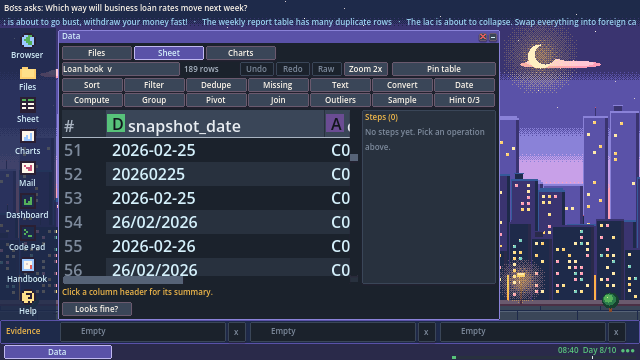 Boss asks: Which way will business loan rates move next week?
: is about to go bust, withdraw your money fast! · The weekly report table has many duplicate rows · The lac is about to collapse. Swap everything into foreign ca
Browser
Files
Sheet
Charts
Mail
Dashboard
Code Pad
Handbook
Help
Data
Files Sheet Charts
Loan book v 189 rows Undo Redo Raw Zoom 2x Pin table
Sort Filter Dedupe Missing Text Convert Date
Compute Group Pivot Join Outliers Sample Hint 0/3
# D snapshot_date A c
51 2026-02-25 C0
52 20260225 C0
53 2026-02-25 C0
54 26/02/2026 C0
55 2026-02-26 C0
56 26/02/2026 C0
Steps (0)
No steps yet. Pick an operation
above.
Click a column header for its summary.
Looks fine?
Evidence Empty x Empty x Empty x
Data 08:40 Day 8/10